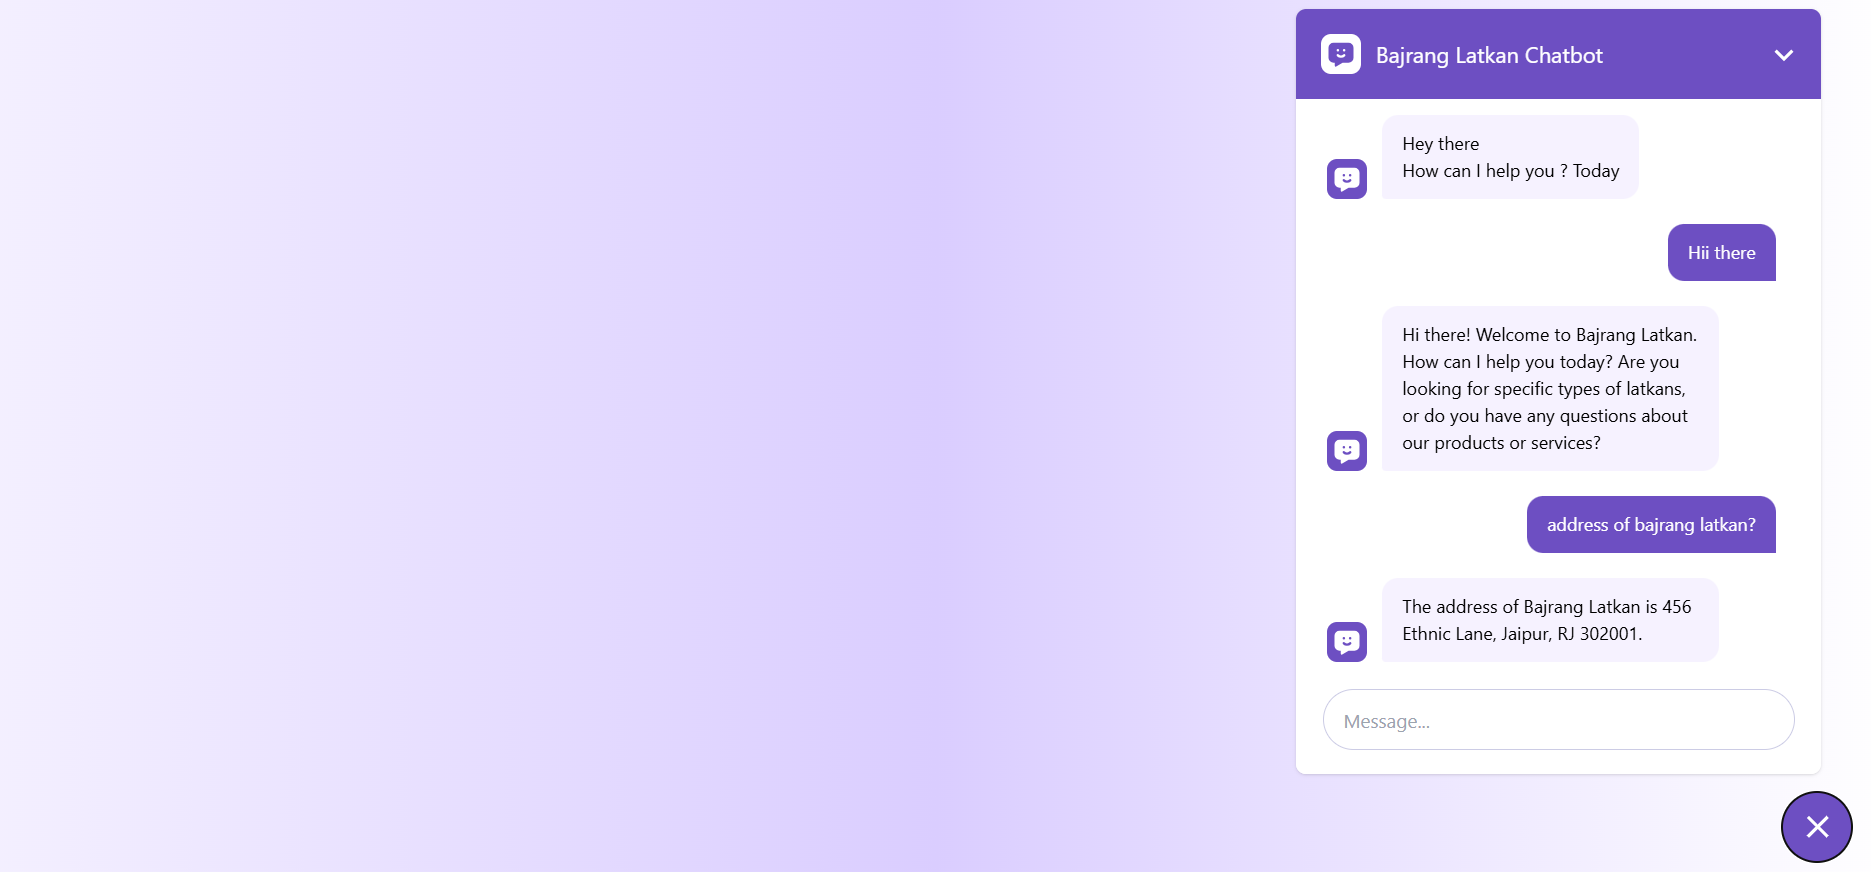 Bajrang Latkan Chatbot
Hey there
How can I help you ? Today
Hii there
Hi there! Welcome to Bajrang Latkan.
How can I help you today? Are you
looking for specific types of latkans,
or do you have any questions about
our products or services?
address of bajrang latkan?
The address of Bajrang Latkan is 456
Ethnic Lane, Jaipur, RJ 302001.
Message...